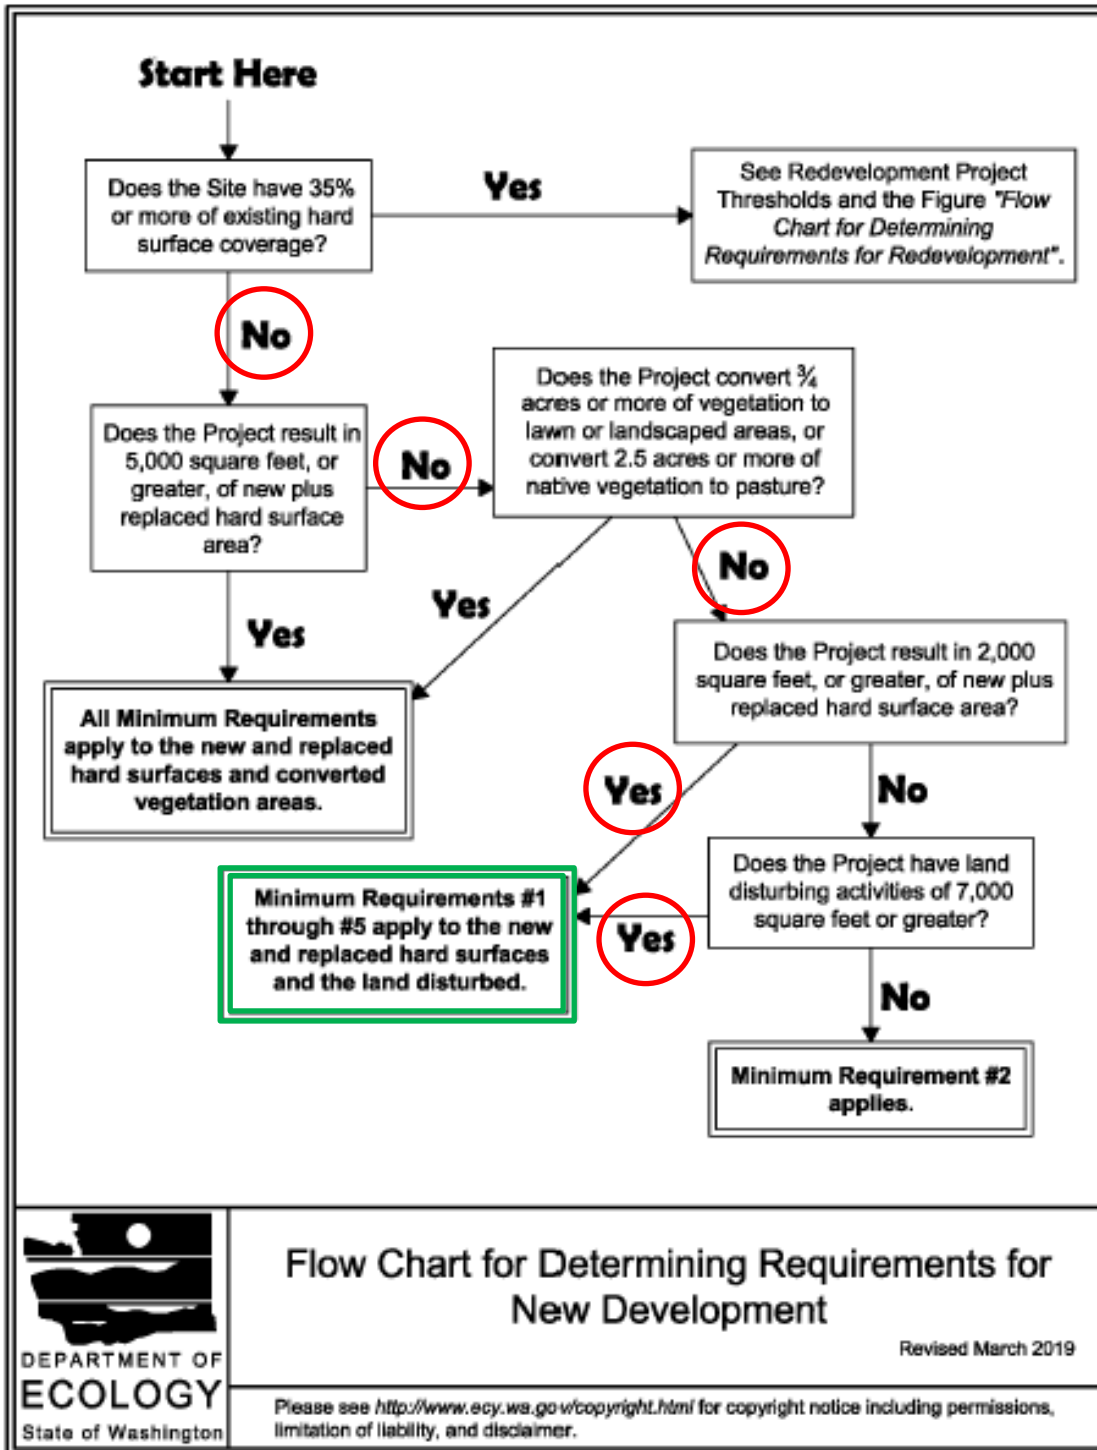 Start Here
Does the Site have 35%
or more of existing hard
surface coverage?
Yes
See Redevelopment Project
Thresholds and the Figure "Flow
Chart for Determining
Requirements for Redevelopment".
No
Does the Project result in
5,000 square feet, or
greater, of new plus
replaced hard surface
area?
No
Does the Project convert ¾
acres or more of vegetation to
lawn or landscaped areas, or
convert 2.5 acres or more of
native vegetation to pasture?
Yes
Yes
No
All Minimum Requirements
apply to the new and replaced
hard surfaces and converted
vegetation areas.
Does the Project result in 2,000
square feet, or greater, of new plus
replaced hard surface area?
Yes
No
Minimum Requirements #1
through #5 apply to the new
and replaced hard surfaces
and the land disturbed.
Yes
Does the Project have land
disturbing activities of 7,000
square feet or greater?
No
Minimum Requirement #2
applies.
DEPARTMENT OF
ECOLOGY
State of Washington
Flow Chart for Determining Requirements for
New Development
Revised March 2019
Please see http://www.ecy.wa.gov/copyright.html for copyright notice including permissions,
limitation of liability, and disclaimer.